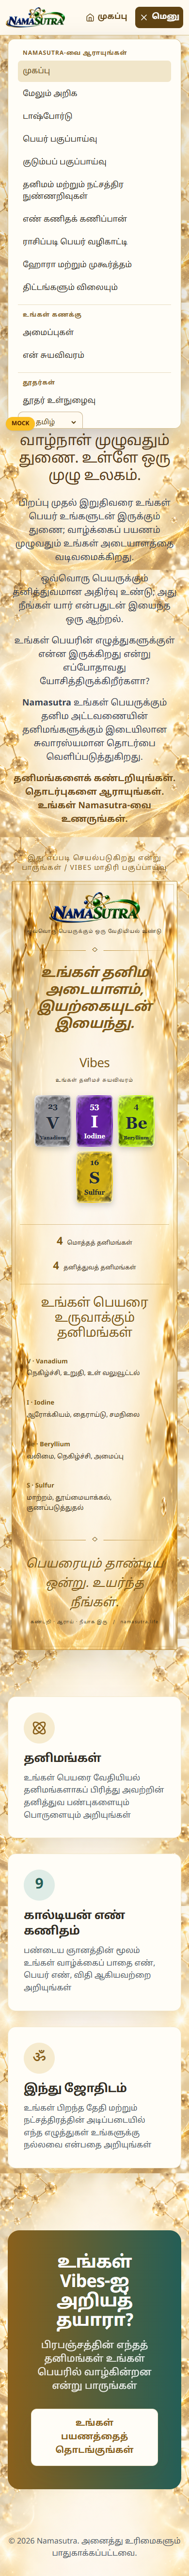 NAMASUTRA
முகப்பு
மெனு
NAMASUTRA-வை ஆராயுங்கள்
முகப்பு
மேலும் அறிக
டாஷ்போர்டு
பெயர் பகுப்பாய்வு
குடும்பப் பகுப்பாய்வு
தனிமம் மற்றும் நட்சத்திர
நுண்ணறிவுகள்
எண் கணிதக் கணிப்பான்
ராசிப்படி பெயர் வழிகாட்டி
ஹோரா மற்றும் முகூர்த்தம்
திட்டங்களும் விலையும்
உங்கள் கணக்கு
அமைப்புகள்
என் சுயவிவரம்
தூதர்கள்
தூதர் உள்நுழைவு
MOCK
தமிழ்
வாழ்நாள் முழுவதும்
துணை. உள்ளே ஒரு
முழு உலகம்.
பிறப்பு முதல் இறுதிவரை உங்கள்
பெயர் உங்களுடன் இருக்கும்
துணை; வாழ்க்கைப் பயணம்
முழுவதும் உங்கள் அடையாளத்தை
வடிவமைக்கிறது.
ஒவ்வொரு பெயருக்கும்
தனித்துவமான அதிர்வு உண்டு; அது
நீங்கள் யார் என்பதுடன் இயைந்த
ஒரு ஆற்றல்.
உங்கள் பெயரின் எழுத்துகளுக்குள்
என்ன இருக்கிறது என்று
எப்போதாவது
யோசித்திருக்கிறீர்களா?
Namasutra உங்கள் பெயருக்கும்
தனிம அட்டவணையின்
தனிமங்களுக்கும் இடையிலான
சுவாரஸ்யமான தொடர்பை
வெளிப்படுத்துகிறது.
தனிமங்களைக் கண்டறியுங்கள்.
தொடர்புகளை ஆராயுங்கள்.
உங்கள் Namasutra-வை
உணருங்கள்.
இது எப்படி செயல்படுகிறது என்று
பாருங்கள் / VIBES மாதிரி பகுப்பாய்வு
NAMASUTRA
உங்கள் தனிம
அடையாளம்,
இயற்கையுடன்
இயைந்தது.
Vibes
உங்கள் தனிமச் சுயவிவரம்
23
V
Vanadium
53
I
Iodine
4
Be
Beryllium
16
S
Sulfur
4 மொத்தத் தனிமங்கள்
4 தனித்துவத் தனிமங்கள்
உங்கள் பெயரை
உருவாக்கும்
தனிமங்கள்
V · Vanadium
நெகிழ்ச்சி, உறுதி, உள் வலுவூட்டல்
I · Iodine
ஆரோக்கியம், தைராய்டு, சமநிலை
Be · Beryllium
வலிமை, நெகிழ்ச்சி, அமைப்பு
S · Sulfur
மாற்றம், தூய்மையாக்கல்,
குணப்படுத்துதல்
பெயரையும் தாண்டிய
ஒன்று. உயர்ந்த
நீங்கள்.
தனிமங்கள்
உங்கள் பெயரை வேதியியல்
தனிமங்களாகப் பிரித்து அவற்றின்
தனித்துவ பண்புகளையும்
பொருளையும் அறியுங்கள்
9
கால்டியன் எண்
கணிதம்
பண்டைய ஞானத்தின் மூலம்
உங்கள் வாழ்க்கைப் பாதை எண்,
பெயர் எண், விதி ஆகியவற்றை
அறியுங்கள்
ॐ
இந்து ஜோதிடம்
உங்கள் பிறந்த தேதி மற்றும்
நட்சத்திரத்தின் அடிப்படையில்
எந்த எழுத்துகள் உங்களுக்கு
நல்லவை என்பதை அறியுங்கள்
உங்கள்
Vibes-ஐ
அறியத்
தயாரா?
பிரபஞ்சத்தின் எந்தத்
தனிமங்கள் உங்கள்
பெயரில் வாழ்கின்றன
என்று பாருங்கள்
உங்கள்
பயணத்தைத்
தொடங்குங்கள்
© 2026 Namasutra. அனைத்து உரிமைகளும்
பாதுகாக்கப்பட்டவை.